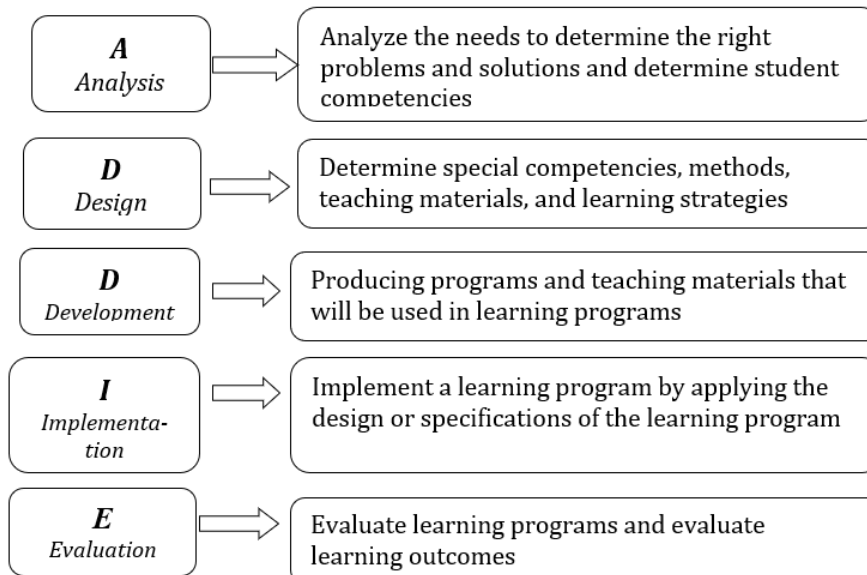 A
Analysis
Analyze the needs to determine the right
problems and solutions and determine student
competencies
D
Design
Determine special competencies, methods,
teaching materials, and learning strategies
D
Development
Producing programs and teaching materials that
will be used in learning programs
I
Implementa-
tion
Implement a learning program by applying the
design or specifications of the learning program
E
Evaluation
Evaluate learning programs and evaluate
learning outcomes